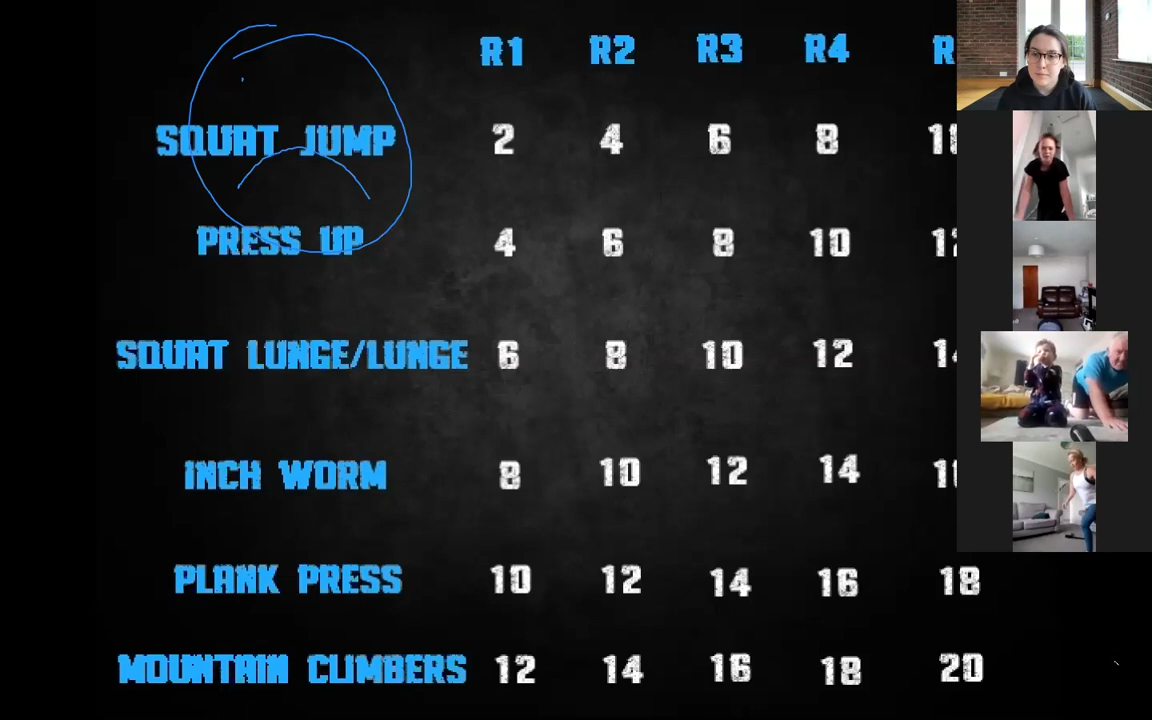 R1 R2 R3 R4 R
SQUAT JUMP 2 4 6 8
PRESS UP 4 6 8 10
SQUAT LUNGE/LUNGE 6 8 10 12
INCH WORM 8 10 12 14
PLANK PRESS 10 12 14 16 18
MOUNTAIN CLIMBERS 12 14 16 18 20